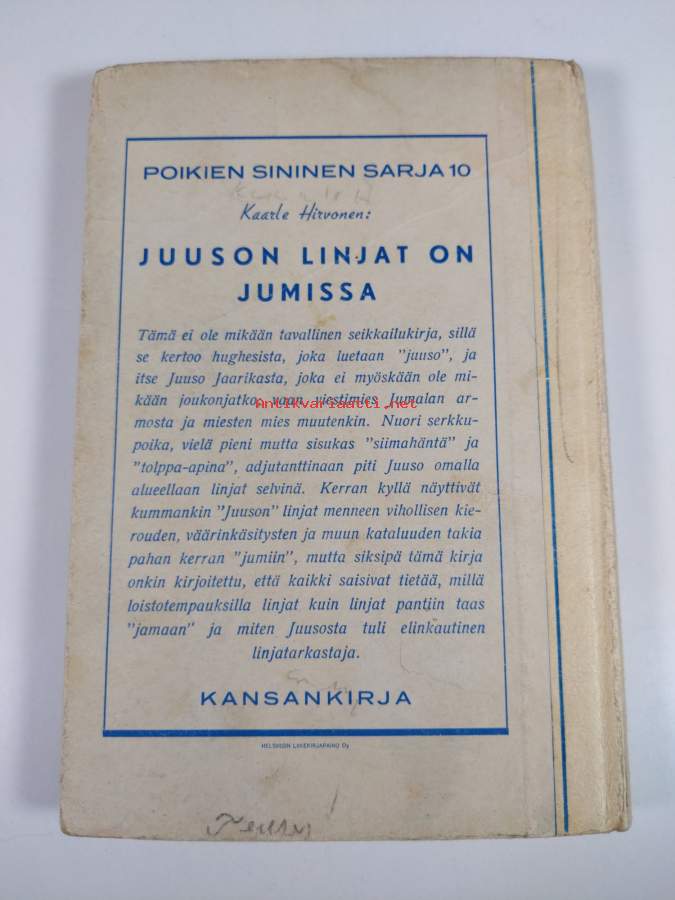 POIKIEN SININEN SARJA 10
Kaarle Hirvonen:
JUUSON LINJAT ON
JUMISSA
Tämä ei ole mikään tavallinen seikkailukirja, sillä
se kertoo hughesista, joka luetaan "juuso", ja
itse Juuso Jaarikasta, joka ei myöskään ole mi-
kään joukonjatko, vaan viestimies Jumalan ar-
Antikvariaatti.net
mosta ja miesten mies muutenkin. Nuori serkku-
poika, vielä pieni mutta sisukas "siimahäntä" ja
"tolppa-apina", adjutanttinaan piti Juuso omalla
alueellaan linjat selvinä. Kerran kyllä näyttivät
kummankin "Juuson" linjat menneen vihollisen kie-
rouden, väärinkäsitysten ja muun kataluuden takia
pahan kerran "jumiin", mutta siksipä tämä kirja
onkin kirjoitettu, että kaikki saisivat tietää, millä
loistotempauksilla linjat kuin linjat pantiin taas
"jamaan" ja miten Juusosta tuli elinkautinen
linjatarkastaja.
KANSANKIRJA
HELSINGIN LIIKEKIRJAPAINO Oy